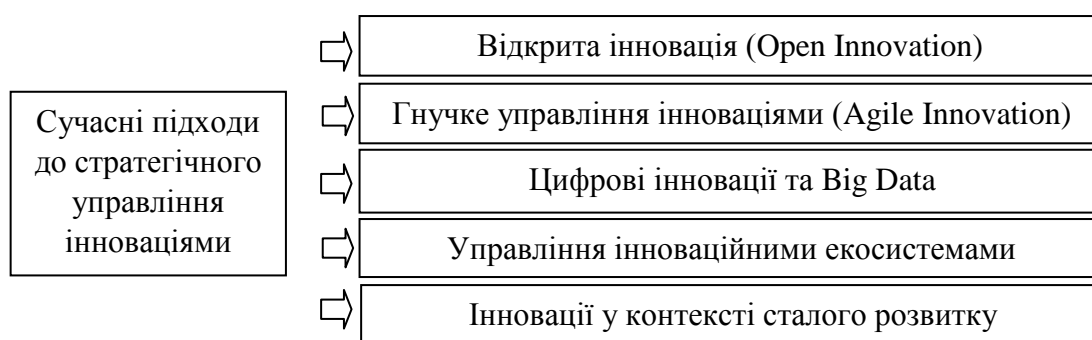 Сучасні підходи
до стратегічного
управління
інноваціями
Відкрита інновація (Open Innovation)
Гнучке управління інноваціями (Agile Innovation)
Цифрові інновації та Big Data
Управління інноваційними екосистемами
Інновації у контексті сталого розвитку